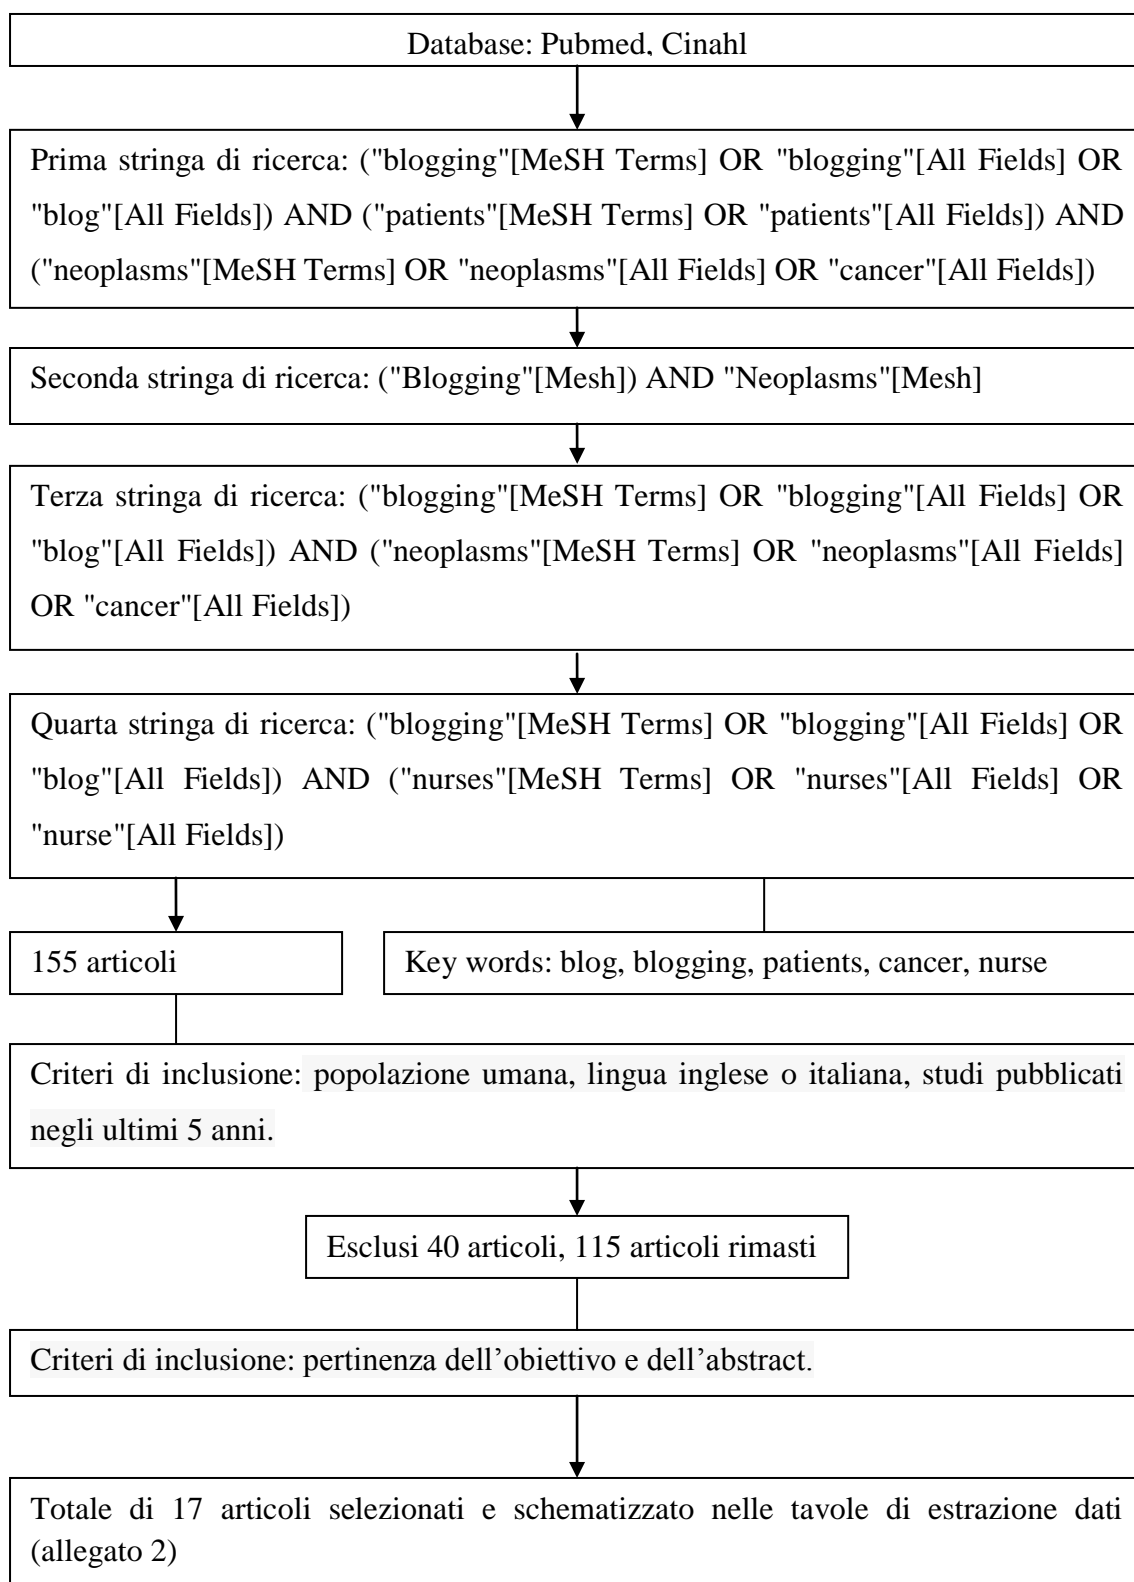 Database: Pubmed, Cinahl
Prima stringa di ricerca: ("blogging"[MeSH Terms] OR "blogging"[All Fields] OR
"blog"[All Fields]) AND ("patients"[MeSH Terms] OR "patients"[All Fields]) AND
("neoplasms"[MeSH Terms] OR "neoplasms"[All Fields] OR "cancer"[All Fields])
Seconda stringa di ricerca: ("Blogging"[Mesh]) AND "Neoplasms"[Mesh]
Terza stringa di ricerca: ("blogging"[MeSH Terms] OR "blogging"[All Fields] OR
"blog"[All Fields]) AND ("neoplasms"[MeSH Terms] OR "neoplasms"[All Fields]
OR "cancer"[All Fields])
Quarta stringa di ricerca: ("blogging"[MeSH Terms] OR "blogging"[All Fields] OR
"blog"[All Fields]) AND ("nurses"[MeSH Terms] OR "nurses"[All Fields] OR
"nurse"[All Fields])
155 articoli
Key words: blog, blogging, patients, cancer, nurse
Criteri di inclusione: popolazione umana, lingua inglese o italiana, studi pubblicati
negli ultimi 5 anni.
Esclusi 40 articoli, 115 articoli rimasti
Criteri di inclusione: pertinenza dell’obiettivo e dell’abstract.
Totale di 17 articoli selezionati e schematizzato nelle tavole di estrazione dati
(allegato 2)